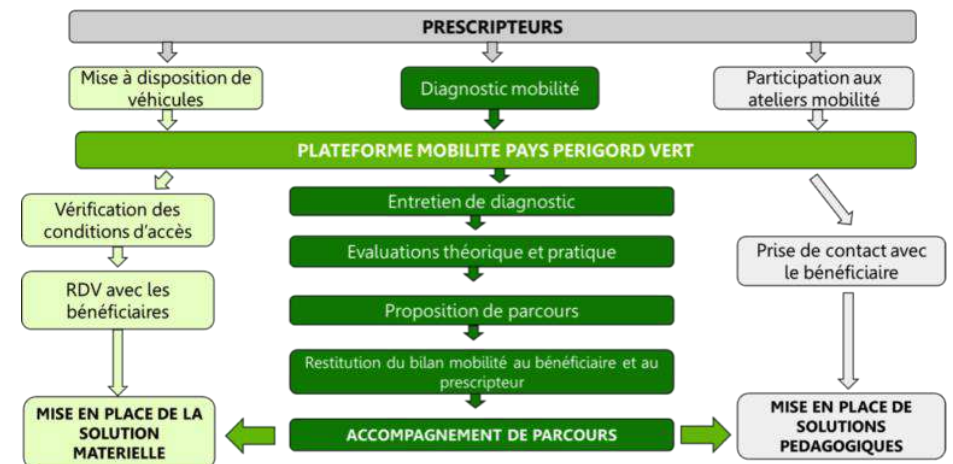 PRESCRIPTEURS
Mise à disposition de
véhicules
Diagnostic mobilité
Participation aux
ateliers mobilité
PLATEFORME MOBILITE PAYS PERIGORD VERT
Vérification des
conditions d'accès
RDV avec les
bénéficiaires
MISE EN PLACE DE LA
SOLUTION
MATERIELLE
Entretien de diagnostic
Evaluations théorique et pratique
Proposition de parcours
Restitution du bilan mobilité au bénéficiaire et au
prescripteur
ACCOMPAGNEMENT DE PARCOURS
Prise de contact avec
le bénéficiaire
MISE EN PLACE DE
SOLUTIONS
PEDAGOGIQUES